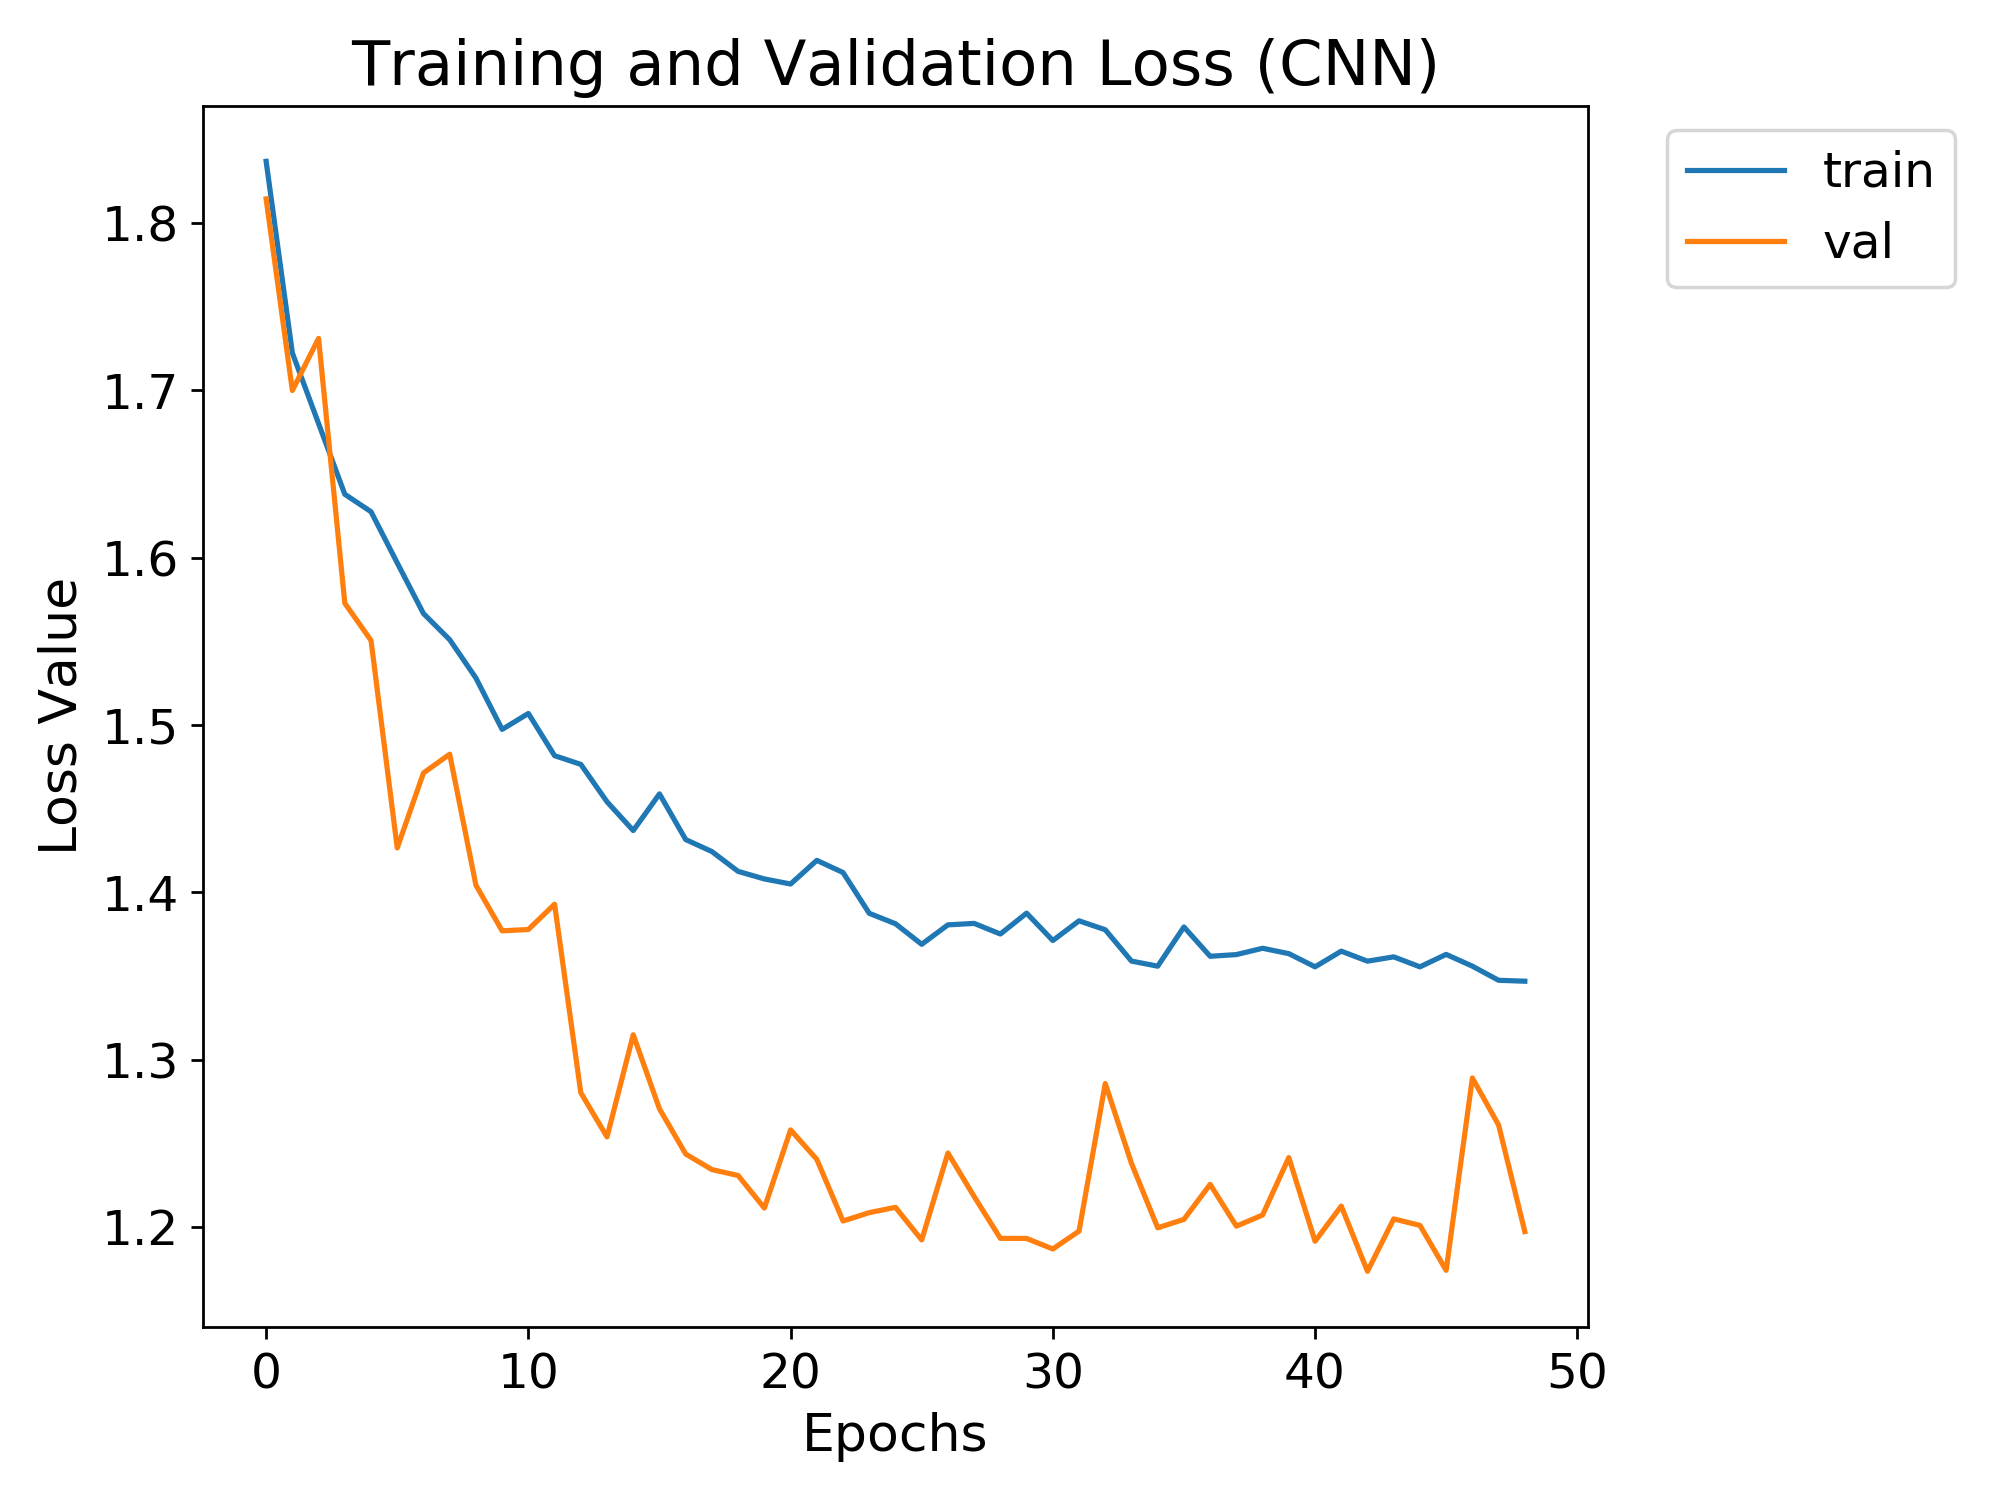 Training and Validation Loss (CNN)
train
val
1.8
1.7
1.6
1.5
1.4
1.3
1.2
Loss Value
0 10 20 30 40 50
Epochs